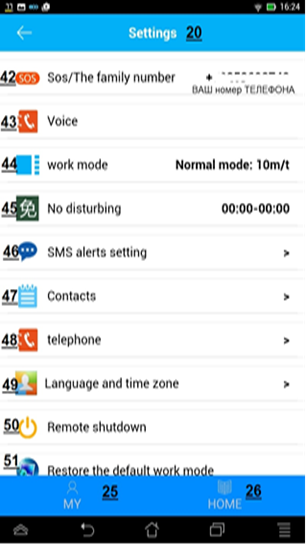 16:24
Settings 20
42 SOS Sos/The family number + -----------
ВАШ номер ТЕЛЕФОНА
43 Voice
44 work mode Normal mode: 10m/t
45 免 No disturbing 00:00-00:00
46 SMS alerts setting >
47 Contacts >
48 telephone >
49 Language and time zone >
50 Remote shutdown
51 Restore the default work mode
25 26
MY HOME